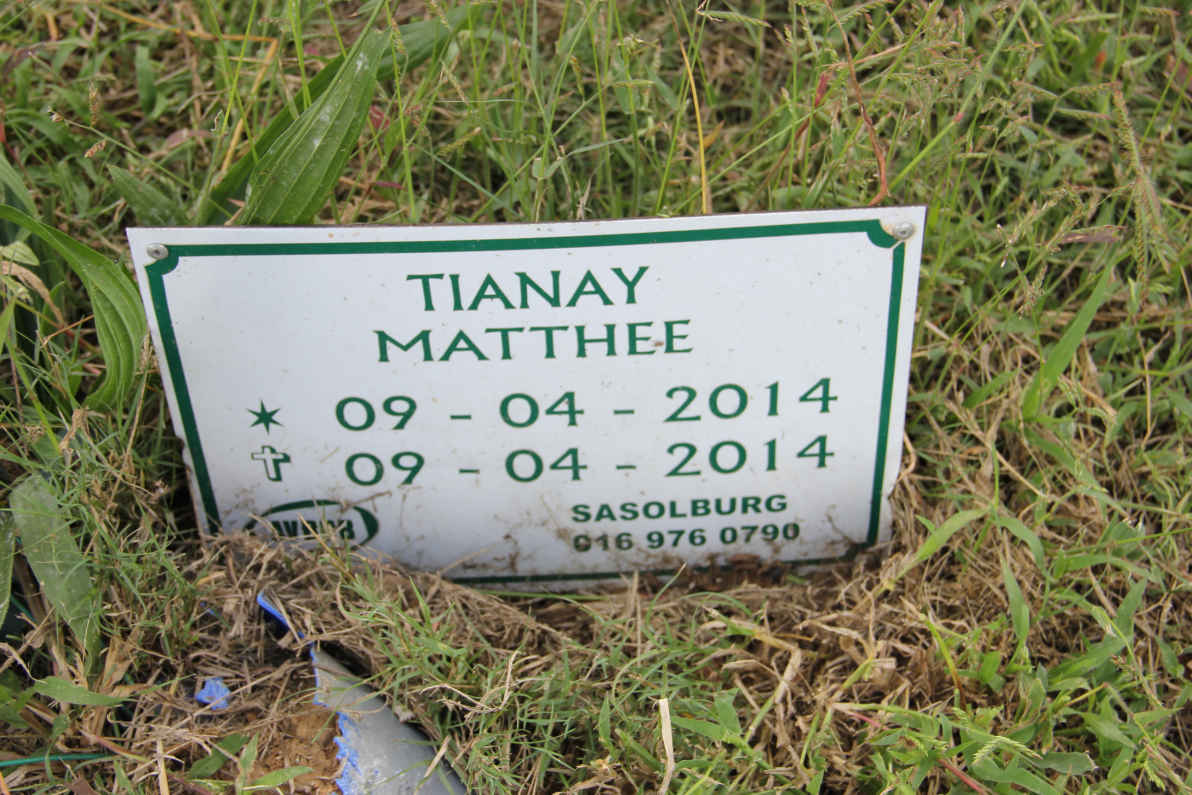 TIANAY
MATTHEE
09 - 04 - 2014
09 - 04 - 2014
SASOLBURG
016 976 0790